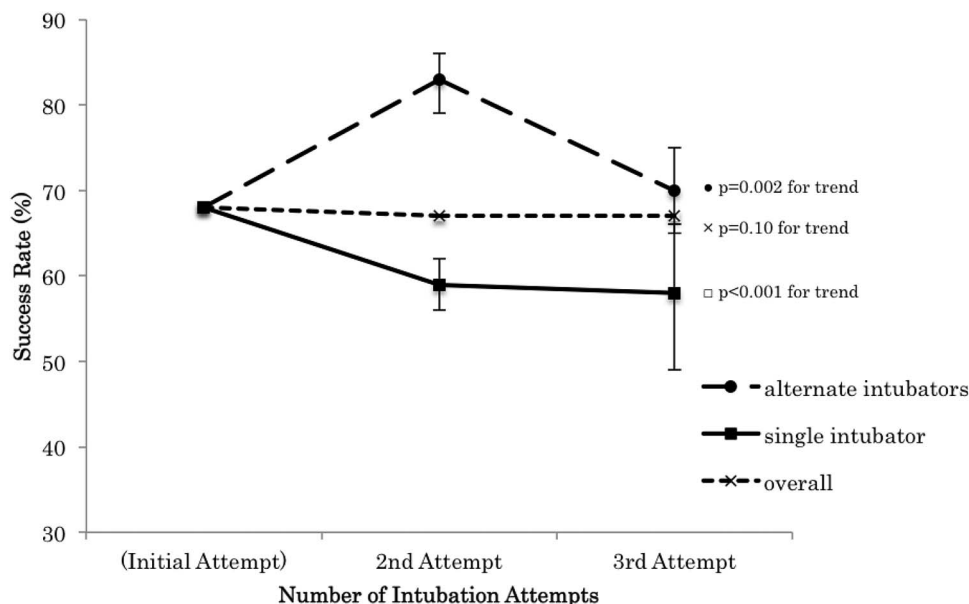 90
80
70
60
50
40
30
Success Rate (%)
(Initial Attempt)
2nd Attempt
3rd Attempt
Number of Intubation Attempts
● p=0.002 for trend
× p=0.10 for trend
□ p<0.001 for trend
alternate intubators
single intubator
overall